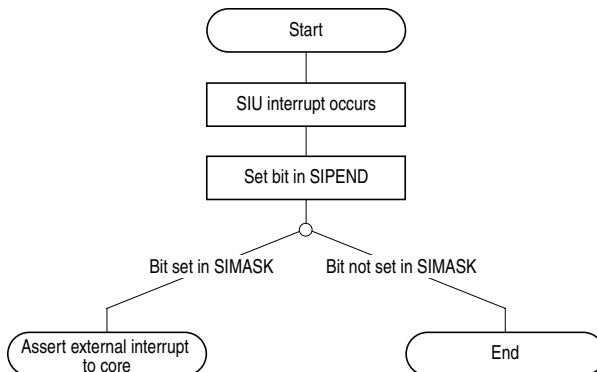 Start
SIU interrupt occurs
Set bit in SIPEND
Bit set in SIMASK
Bit not set in SIMASK
Assert external interrupt
to core
End